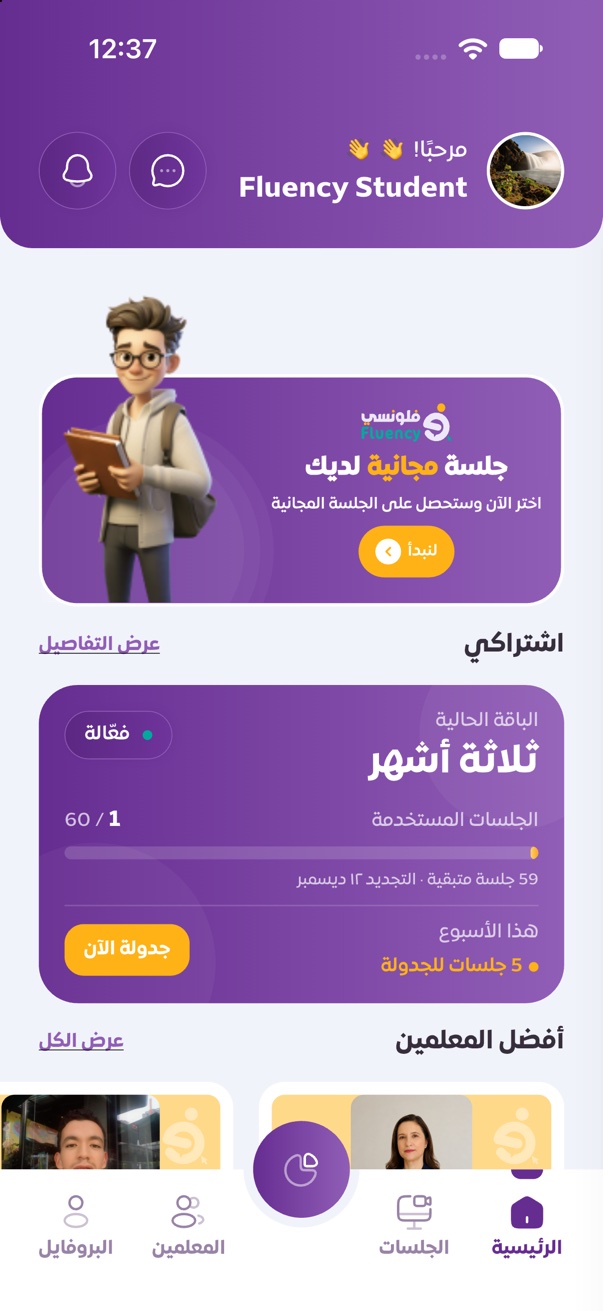 12:37
مرحبًا! 👋 👋
Fluency Student
فلونسي
Fluency
جلسة مجانية لديك
اختر الآن وستحصل على الجلسة المجانية
لنبدأ
اشتراكي
عرض التفاصيل
الباقة الحالية
فعّالة
ثلاثة أشهر
الجلسات المستخدمة
1 / 60
59 جلسة متبقية · التجديد ١٢ ديسمبر
هذا الأسبوع
5 جلسات للجدولة
جدولة الآن
أفضل المعلمين
عرض الكل
الرئيسية
الجلسات
المعلمين
البروفايل